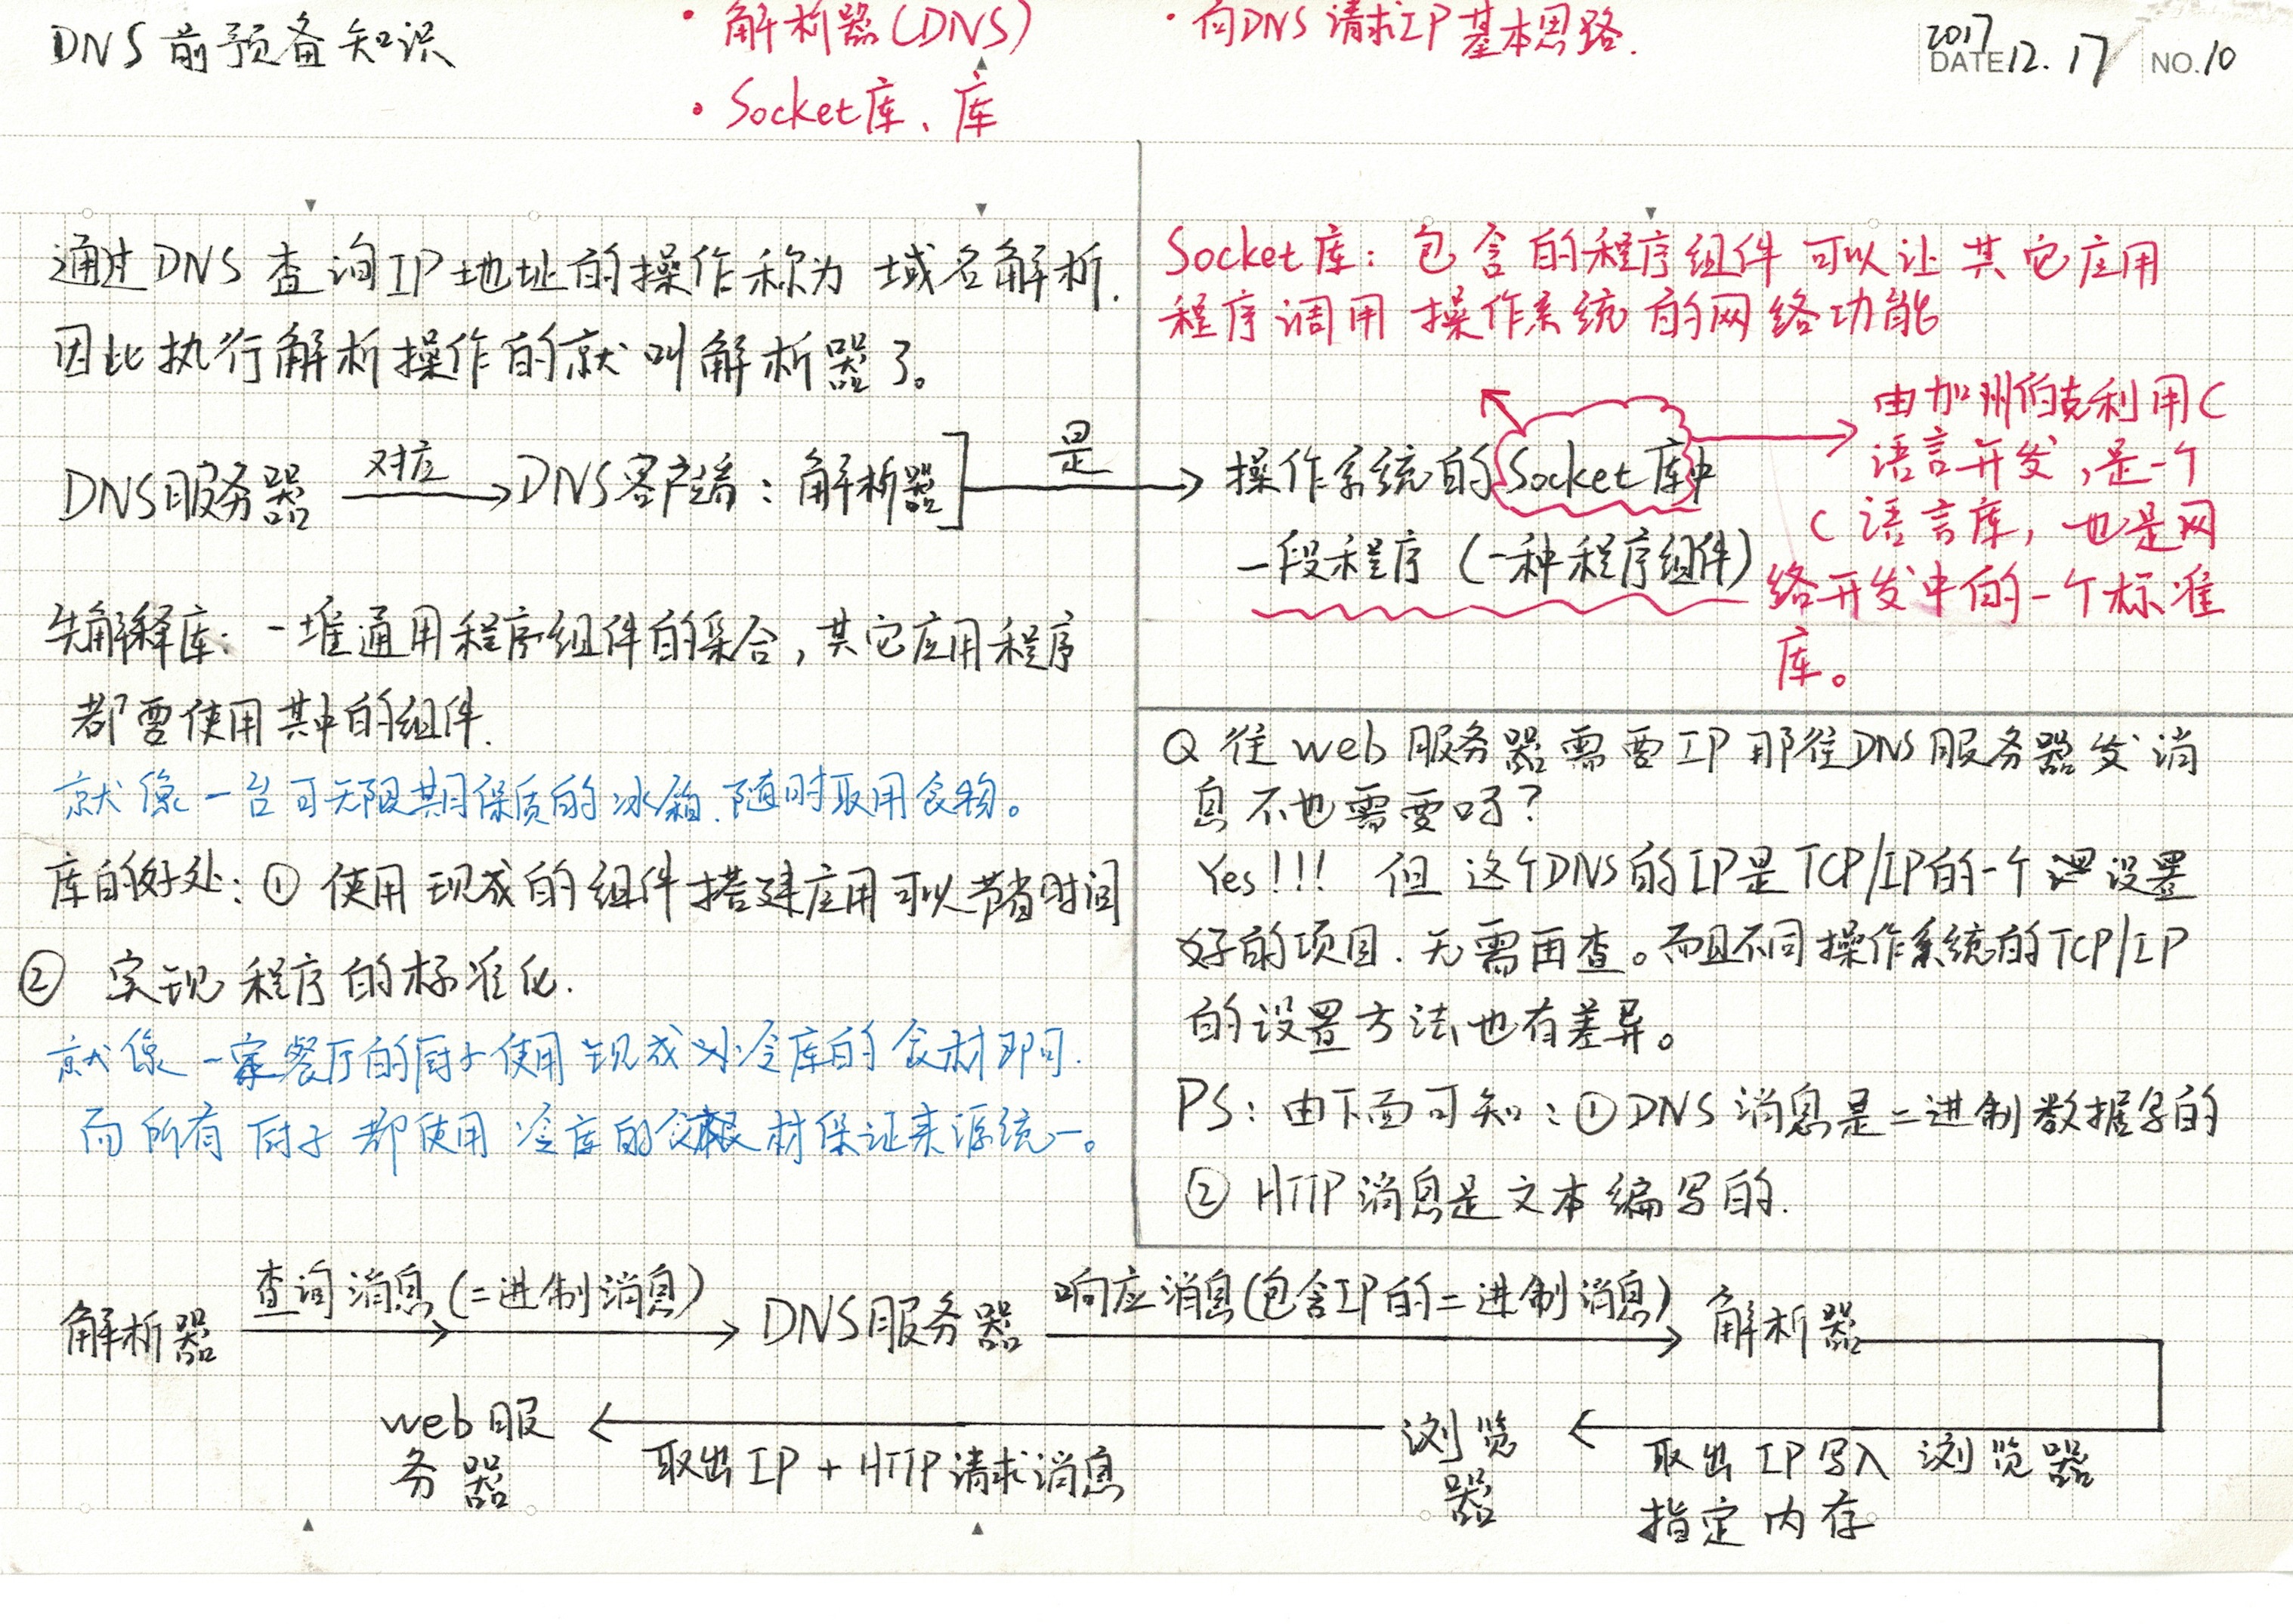 DNS前预备知识
• 解析器(DNS)
• Socket库、库
• 向DNS请求IP基本思路.
2017
DATE 12.17 NO.10
通过DNS查询IP地址的操作称为 域名解析.
因此执行解析操作的就叫解析器了。
DNS服务器 对应 DNS客户端:解析器 是 操作系统的Socket库中
一段程序(一种程序组件)
Socket库:包含的程序组件可以让其它应用
程序调用操作系统的网络功能
由加州伯克利用C
语言开发,是一个
C语言库,也是网
络开发中的一个标准
库。
先解释库:一堆通用程序组件的集合,其它应用程序
都要使用其中的组件.
就像一台可无限期保质的冰箱.随时取用食物。
库的好处:① 使用现成的组件搭建应用可以节省时间
② 实现程序的标准化.
就像一家餐厅的厨子使用现成冰冷库的食材即可.
而所有厨子都使用冷库的食材保证来源统一。
Q 往web服务器需要IP那往DNS服务器发消
息不也需要吗?
Yes!!! 但这个DNS的IP是TCP/IP的一个设置
好的项目.无需再查。而且不同操作系统的TCP/IP
的设置方法也有差异。
PS:由下面可知:①DNS消息是二进制数据写的
② HTTP消息是文本编写的.
解析器 查询消息(二进制消息) DNS服务器 响应消息(包含IP的二进制消息) 解析器
web服
务器
取出IP + HTTP请求消息
浏览
器
取出IP写入浏览器
指定内存